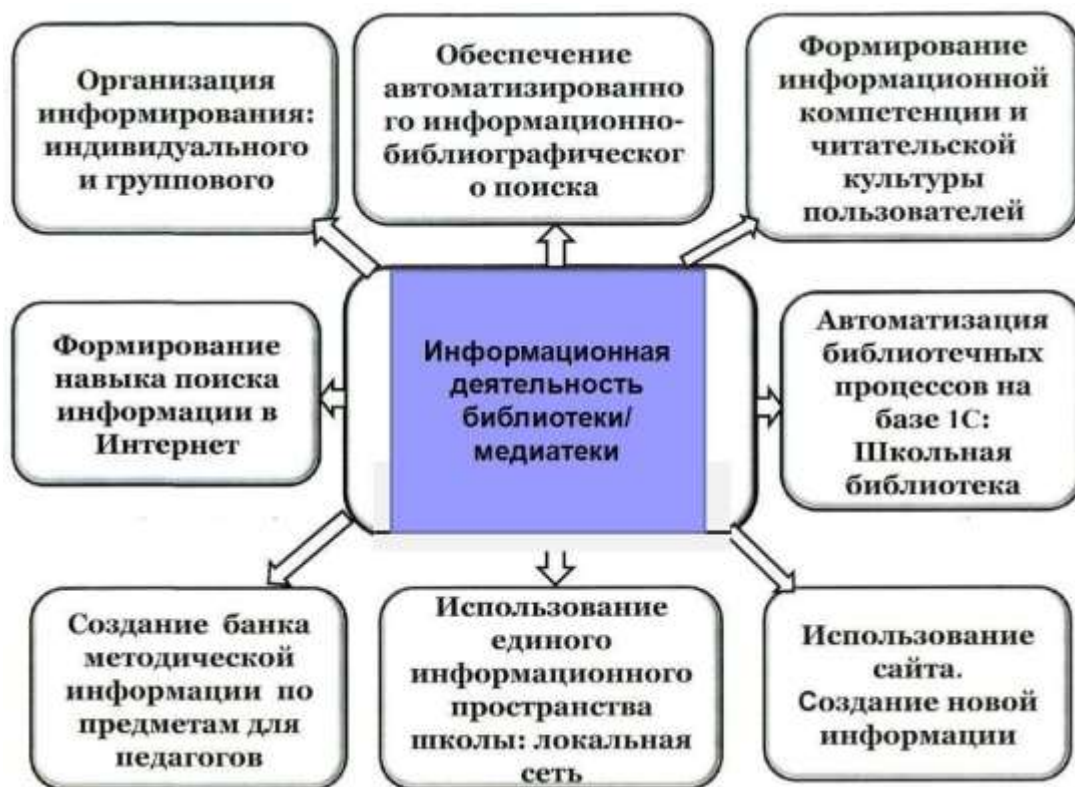 Организация
информирования:
индивидуального
и группового
Обеспечение
автоматизированно
го информационно-
библиографическог
о поиска
Формирование
информационной
компетенции и
читательской
культуры
пользователей
Формирование
навыка поиска
информации в
Интернет
Информационная
деятельность
библиотеки/
медиатеки
Автоматизация
библиотечных
процессов на
базе 1С:
Школьная
библиотека
Создание банка
методической
информации по
предметам для
педагогов
Использование
единого
информационного
пространства
школы: локальная
сеть
Использование
сайта.
Создание новой
информации